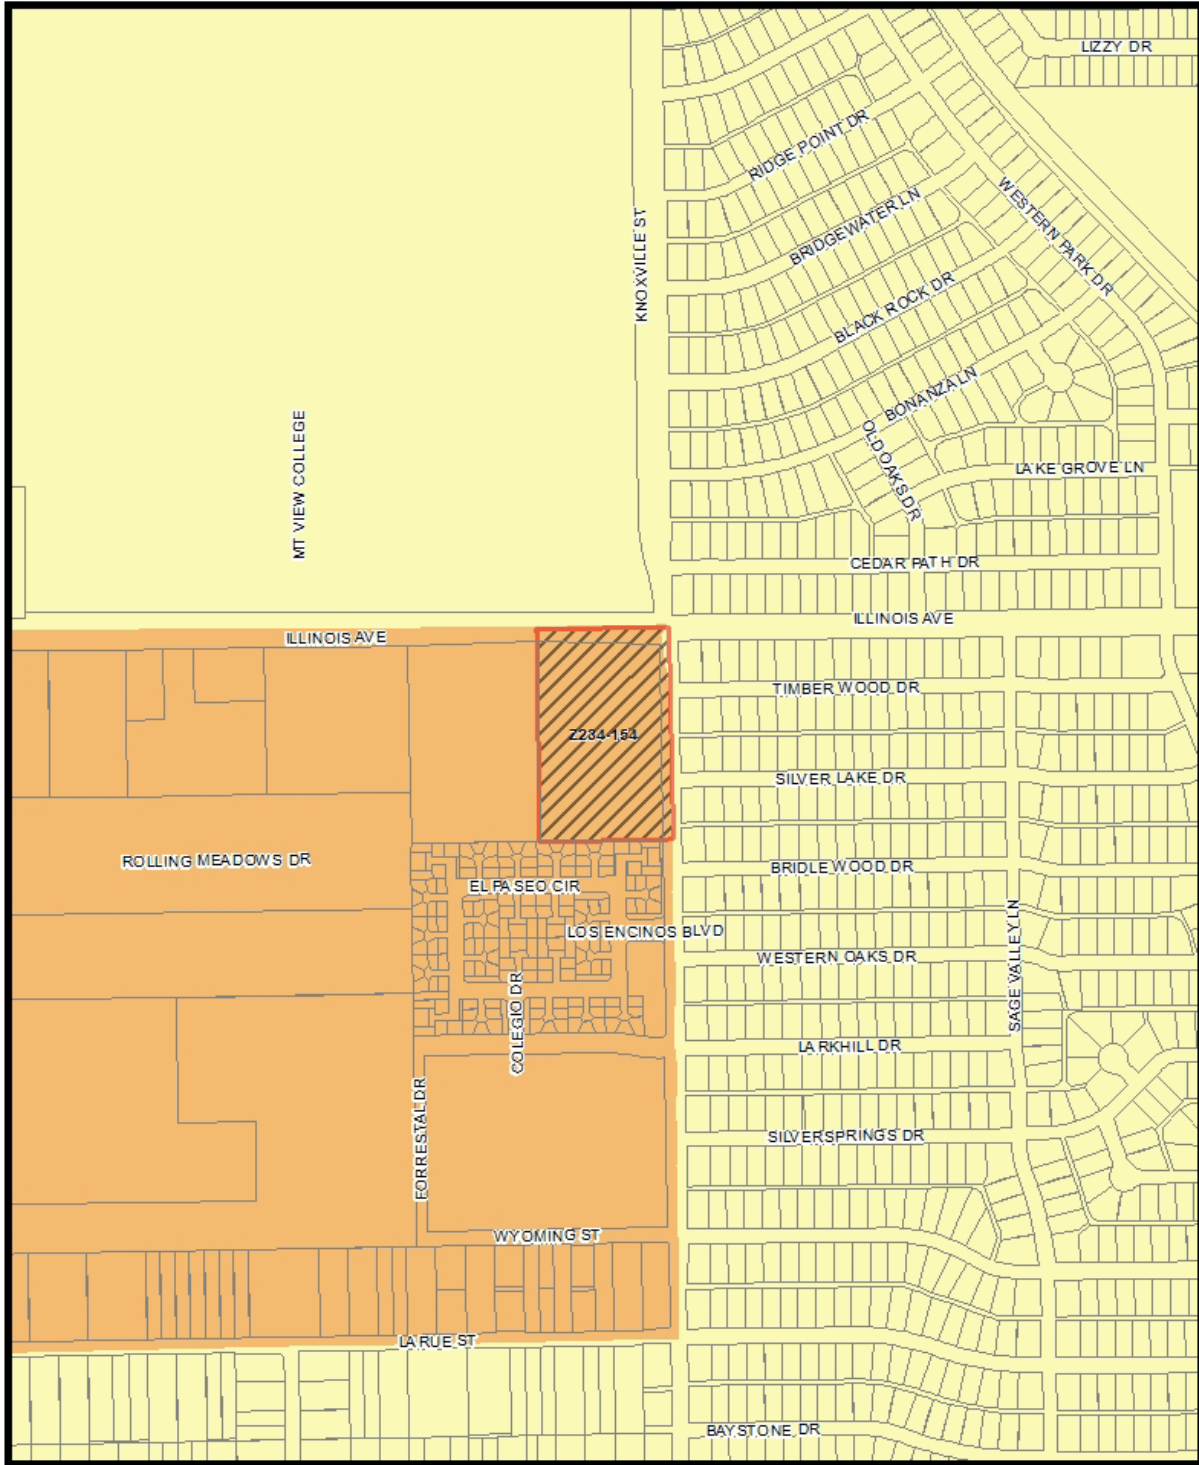 LIZZY DR
RIDGE POINT DR
WESTERN PARK DR
BRIDGEWATER LN
KNOXVILLE ST
BLACK ROCK DR
BONANZA LN
MT VIEW COLLEGE
OLD OAKS DR
LAKE GROVE LN
CEDAR PATH DR
ILLINOIS AVE
ILLINOIS AVE
TIMBER WOOD DR
Z234-154
SILVER LAKE DR
ROLLING MEADOWS DR
BRIDLE WOOD DR
EL PASEO CIR
LOS ENCINOS BLVD
SAGE VALLEY LN
WESTERN OAKS DR
COLEGIO DR
LARKHILL DR
FORRESTAL DR
SILVERSPRINGS DR
WYOMING ST
LA RUE ST
BAYSTONE DR